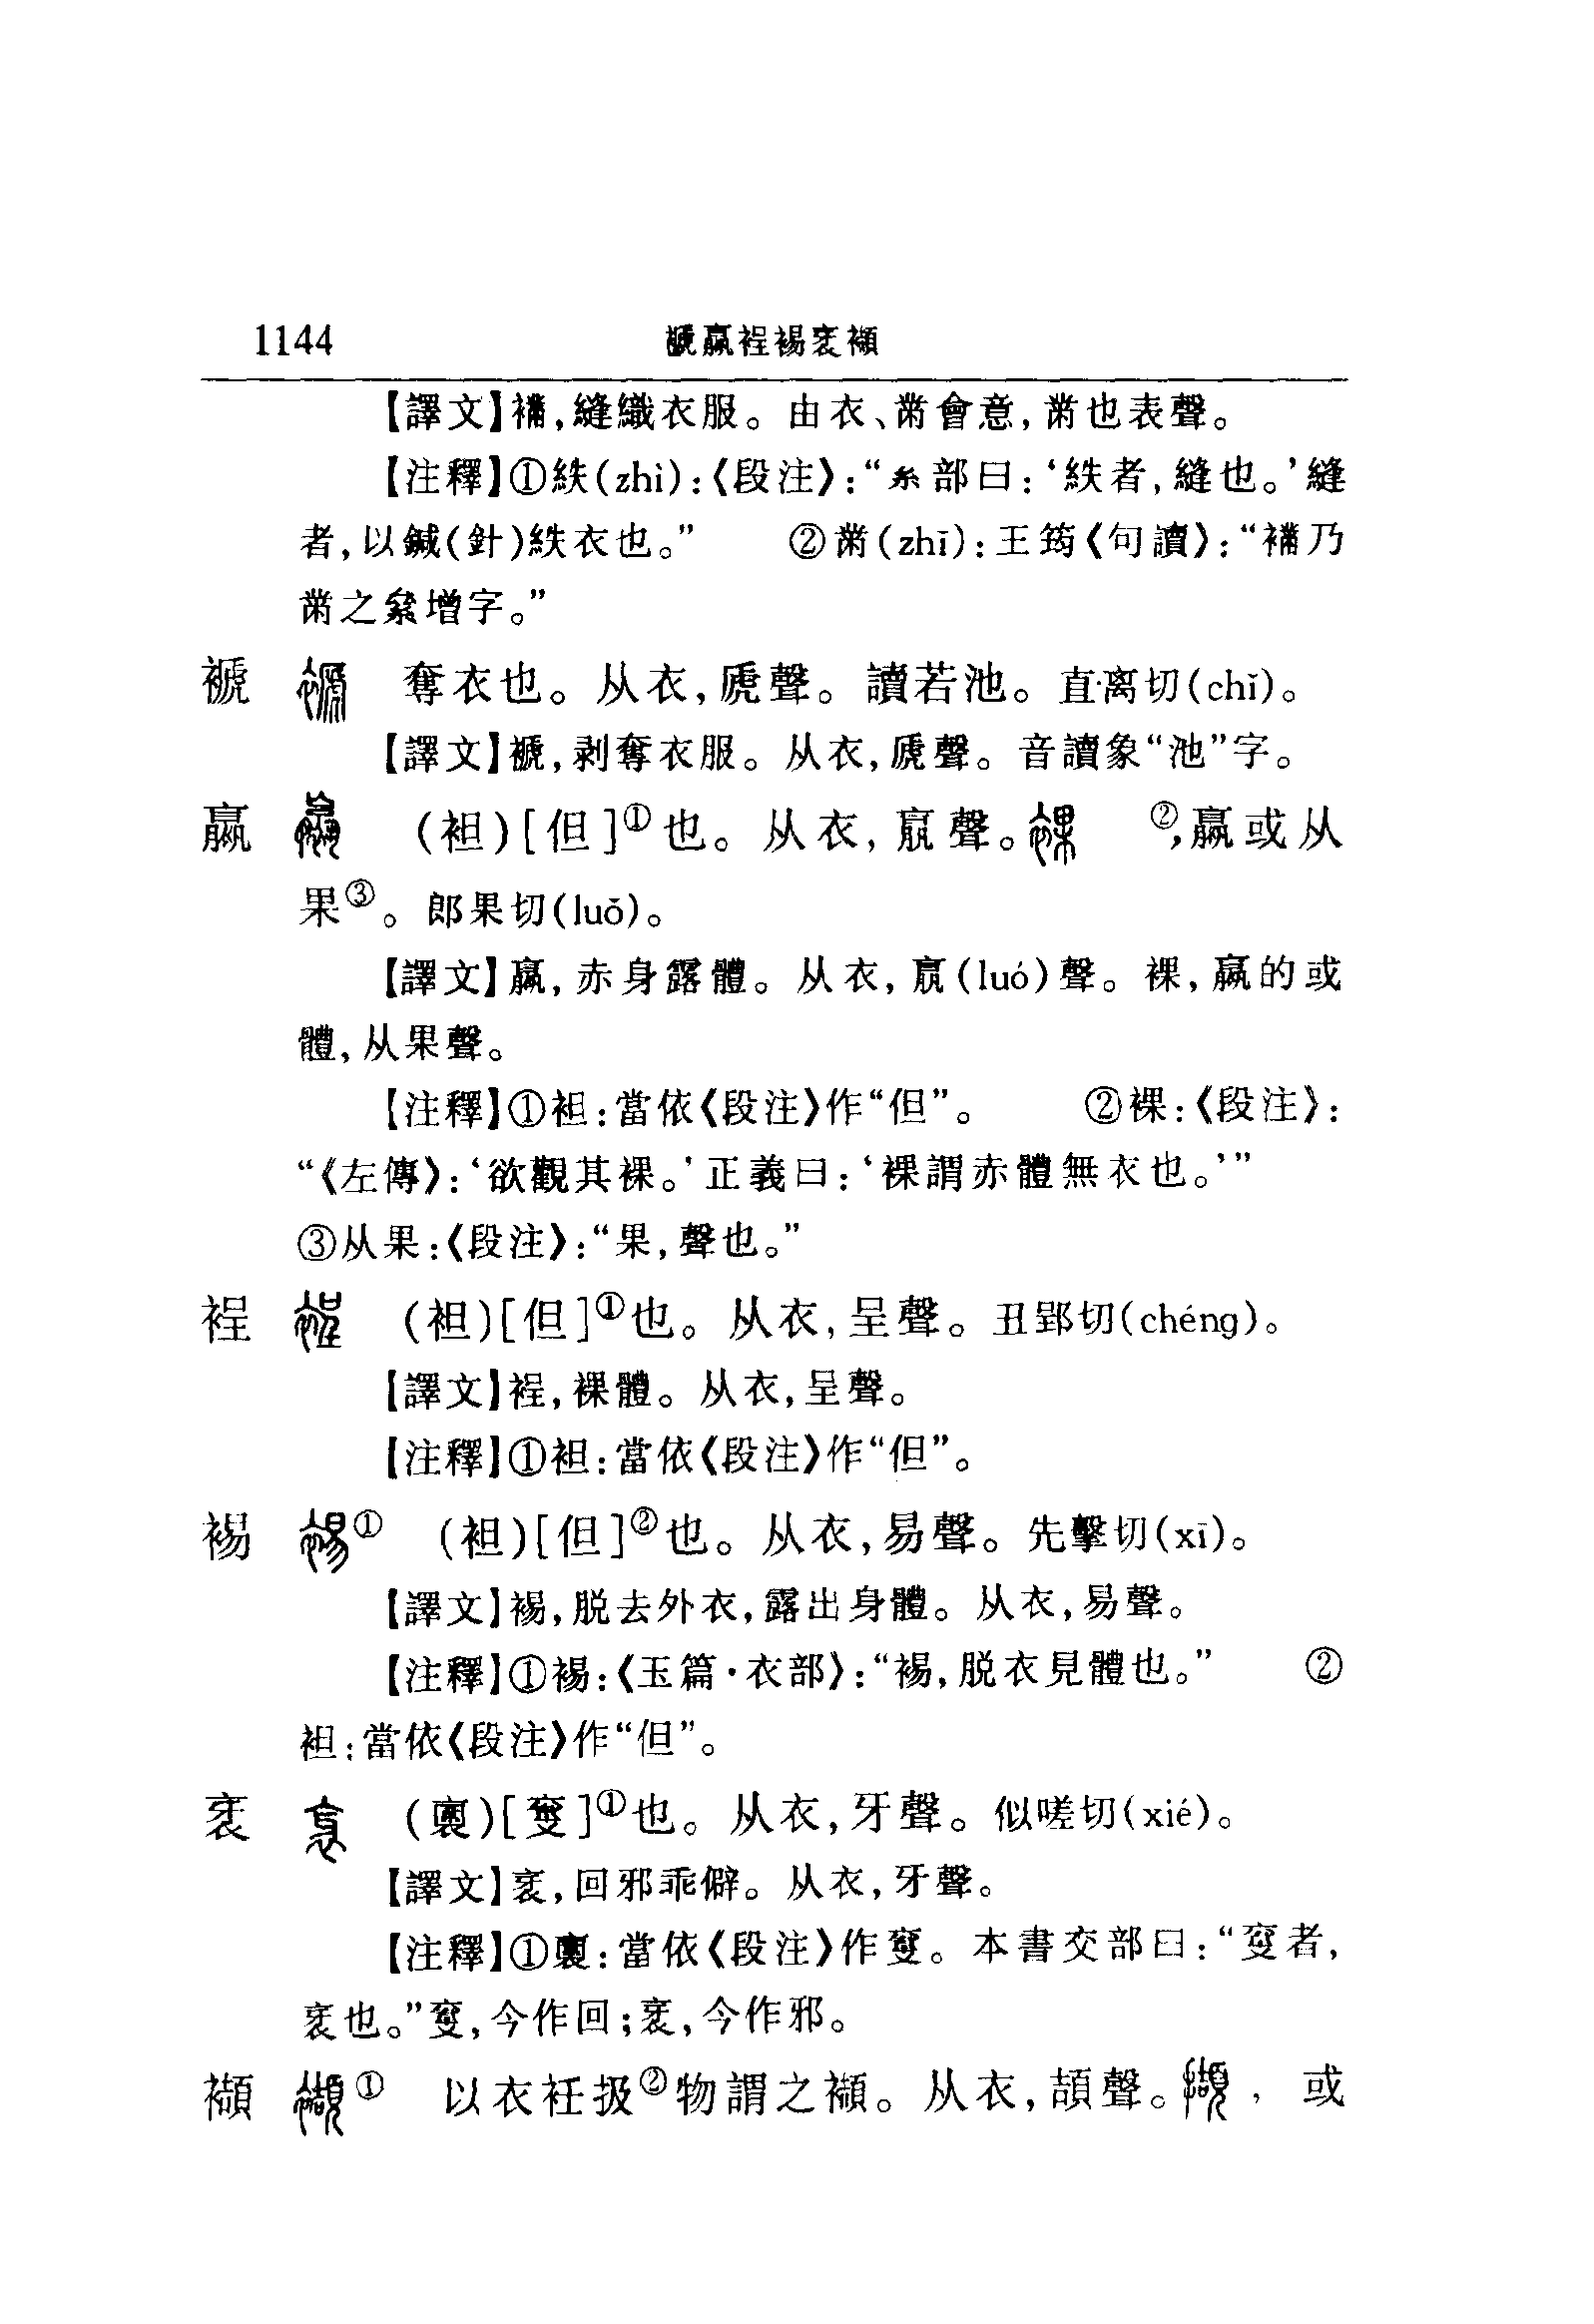 1144 褫臝裎裼衺襭
【譯文】襧,縫織衣服。由衣、黹會意,黹也表聲。
【注釋】①紩(zhì):《段注》:“糸部曰:‘紩者,縫也。’縫
者,以鍼(針)紩衣也。” ②黹(zhǐ):王筠《句讀》:“襧乃
黹之絫增字。”
褫 奪衣也。从衣,虒聲。讀若池。直离切(chǐ)。
【譯文】褫,剥奪衣服。从衣,虒聲。音讀象“池”字。
臝 (袒)[但]①也。从衣,𣎆聲。裸②,臝或从
果③。郎果切(luǒ)。
【譯文】臝,赤身露體。从衣,𣎆(luó)聲。裸,臝的或
體,从果聲。
【注釋】①袒:當依《段注》作“但”。 ②裸:《段注》:
“《左傳》:‘欲觀其裸。’正義曰:‘裸謂赤體無衣也。’”
③从果:《段注》:“果,聲也。”
裎 (袒)[但]①也。从衣,呈聲。丑郢切(chéng)。
【譯文】裎,裸體。从衣,呈聲。
【注釋】①袒:當依《段注》作“但”。
裼① (袒)[但]②也。从衣,易聲。先擊切(xī)。
【譯文】裼,脱去外衣,露出身體。从衣,易聲。
【注釋】①裼:《玉篇·衣部》:“裼,脱衣見體也。” ②
袒:當依《段注》作“但”。
衺 (㠢)[㚇]①也。从衣,牙聲。似嗟切(xié)。
【譯文】衺,回邪乖僻。从衣,牙聲。
【注釋】①:當依《段注》作。本書交部曰:“者,
衺也。”,今作回;衺,今作邪。
襭① 以衣衽扱②物謂之襭。从衣,頡聲。擷,或